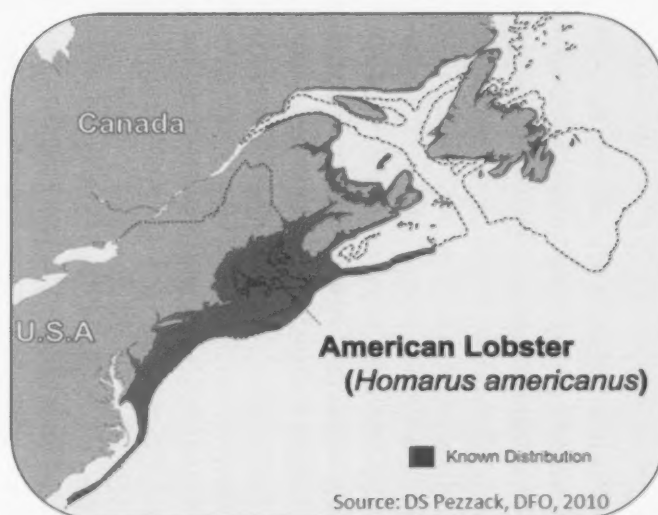 Canada
U.S.A
American Lobster
(Homarus americanus)
Known Distribution
Source: DS Pezzack, DFO, 2010